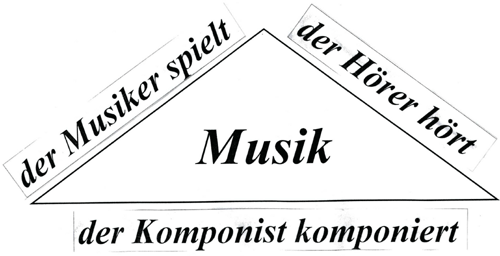 der Musiker spielt
der Hörer hört
Musik
der Komponist komponiert